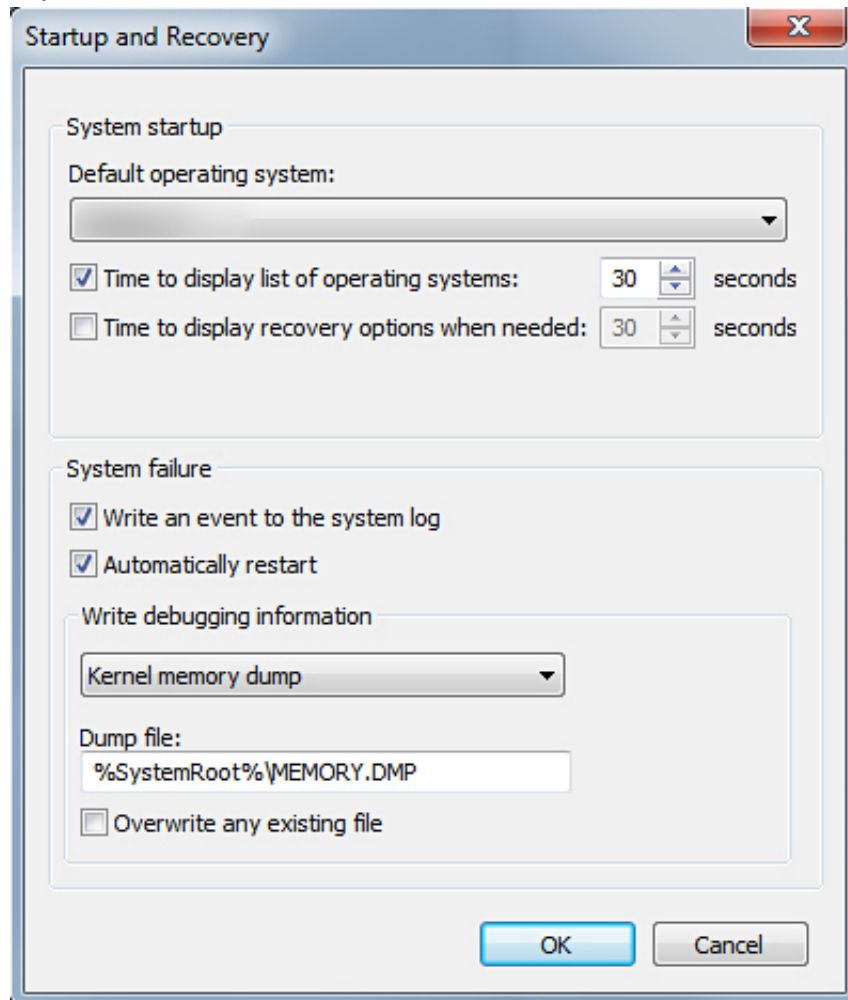 Startup and Recovery
X
System startup
Default operating system:
Time to display list of operating systems: 30 seconds
Time to display recovery options when needed: 30 seconds
System failure
Write an event to the system log
Automatically restart
Write debugging information
Kernel memory dump
Dump file:
%SystemRoot%\MEMORY.DMP
Overwrite any existing file
OK Cancel